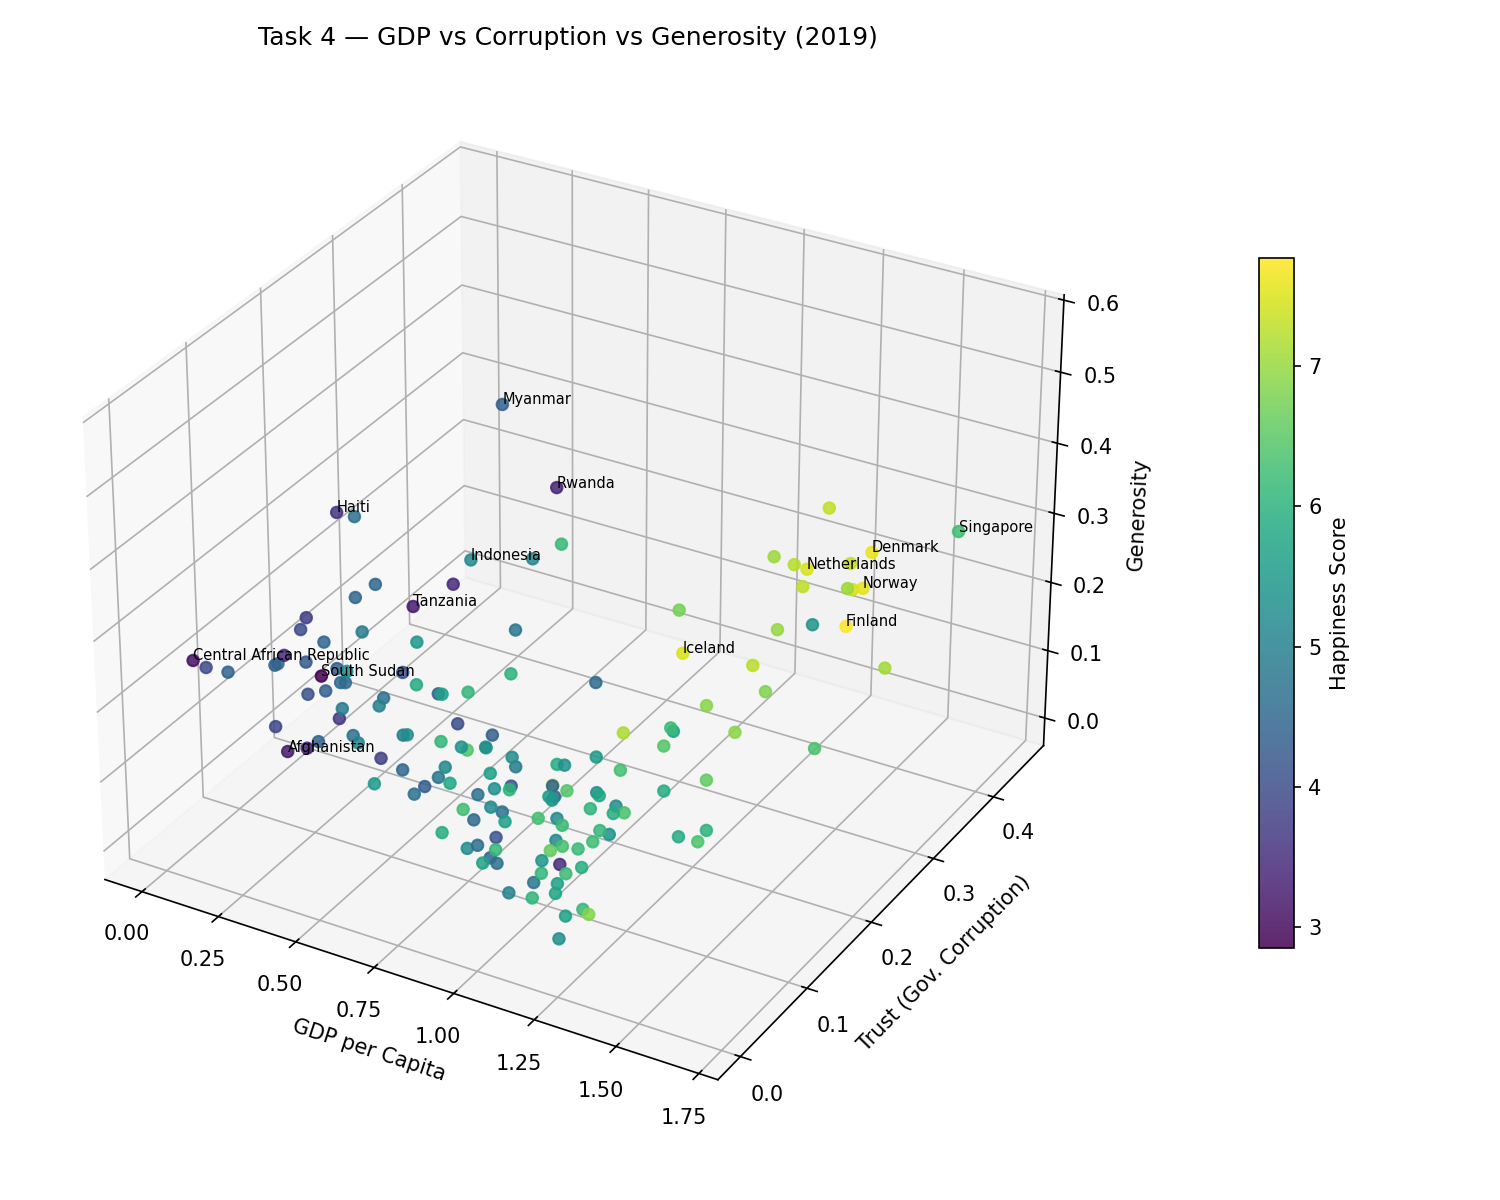 Task 4 — GDP vs Corruption vs Generosity (2019)
0.6
0.5
0.4
0.3
0.2
0.1
0.0
Generosity
Myanmar
Rwanda
Haiti
Singapore
Denmark
Indonesia
Netherlands
Norway
Tanzania
Finland
Iceland
Central African Republic
South Sudan
Afghanistan
0.00
0.25
0.50
0.75
1.00
1.25
1.50
1.75
GDP per Capita
0.0
0.1
0.2
0.3
0.4
Trust (Gov. Corruption)
7
6
5
4
3
Happiness Score